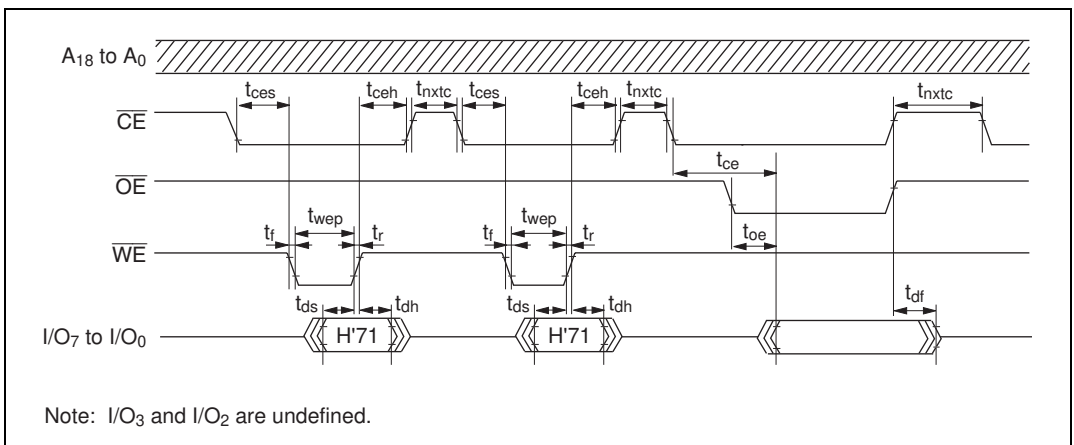 A18 to A0
tces tceh tnxtc tces tceh tnxtc tnxtc
CE
tce
OE
twep twep
tf tr tf tr toe
WE
tds tdh tds tdh tdf
I/O7 to I/O0 H'71 H'71
Note: I/O3 and I/O2 are undefined.